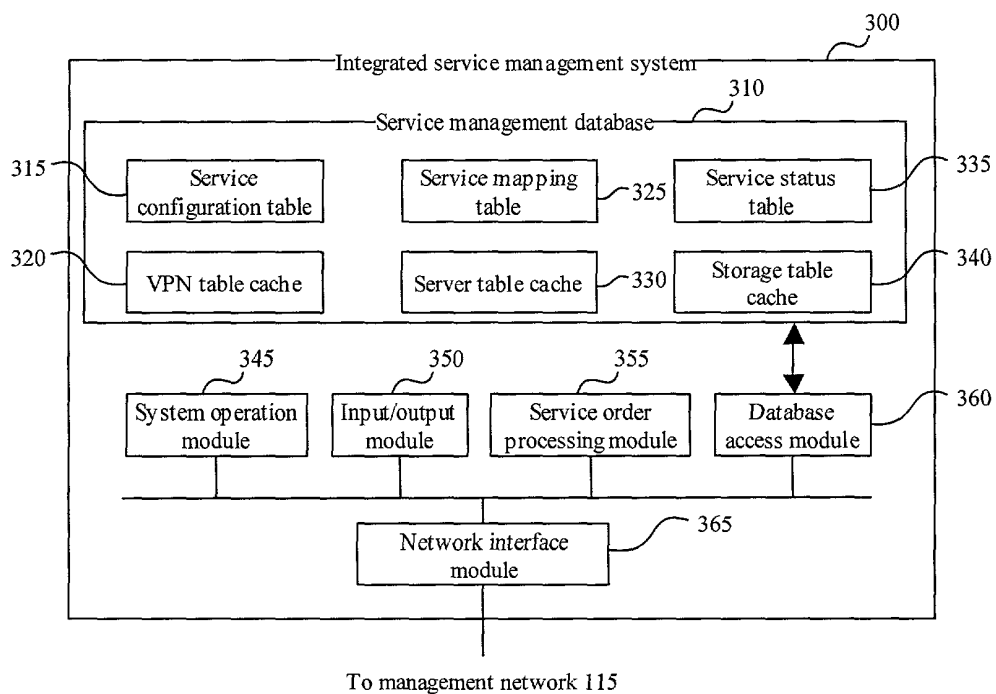 300
Integrated service management system
310
Service management database
315
Service
configuration table
Service mapping
table
325
Service status
table
335
320
VPN table cache
Server table cache
330
Storage table
cache
340
345
System operation
module
350
Input/output
module
355
Service order
processing module
Database
access module
360
Network interface
module
365
To management network 115